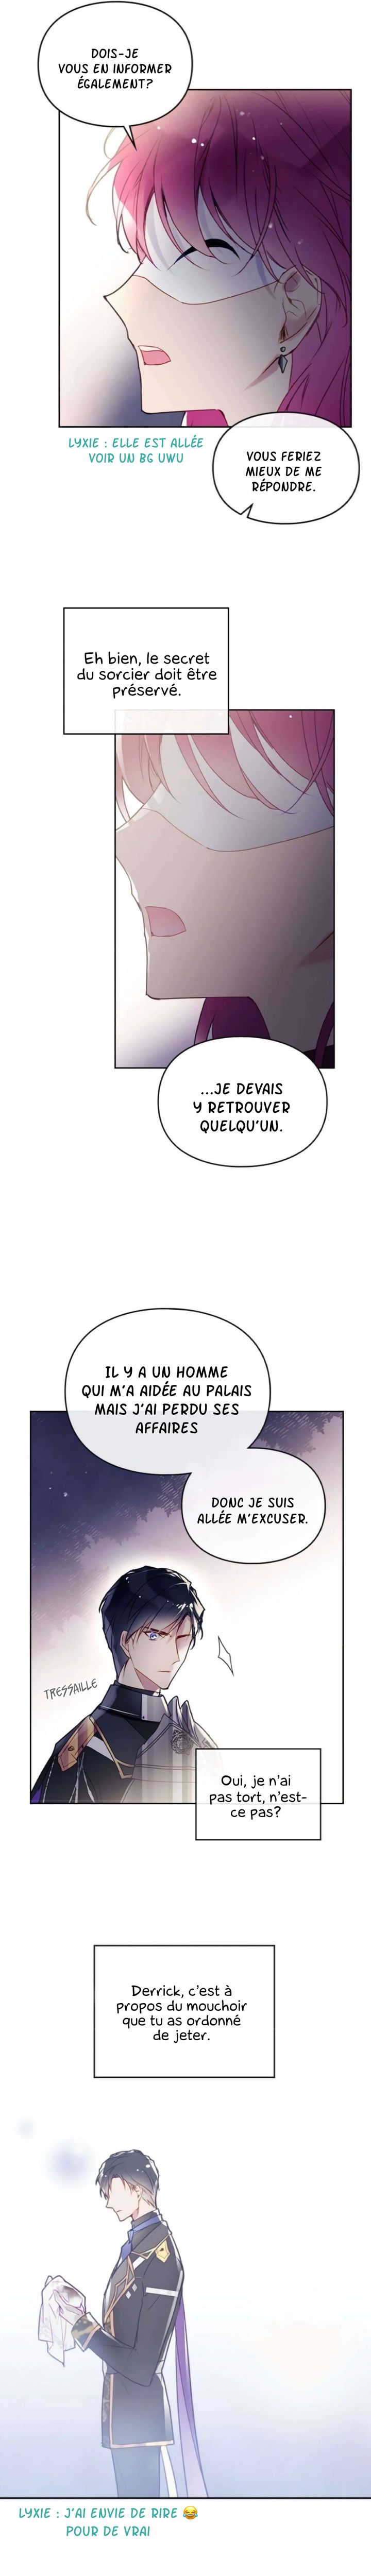 DOIS-JE
VOUS EN INFORMER
ÉGALEMENT?
LYXIE : ELLE EST ALLÉE
VOIR UN BG UWU
VOUS FERIEZ
MIEUX DE ME
RÉPONDRE.
Eh bien, le secret
du sorcier doit être
préservé.
...JE DEVAIS
Y RETROUVER
QUELQU'UN.
IL Y A UN HOMME
QUI M'A AIDÉE AU PALAIS
MAIS J'AI PERDU SES
AFFAIRES
DONC JE SUIS
ALLÉE M'EXCUSER.
TRESSAILLE
Oui, je n'ai
pas tort, n'est-
ce pas?
Derrick, c'est à
propos du mouchoir
que tu as ordonné
de jeter.
LYXIE : J'AI ENVIE DE RIRE 😂
POUR DE VRAI